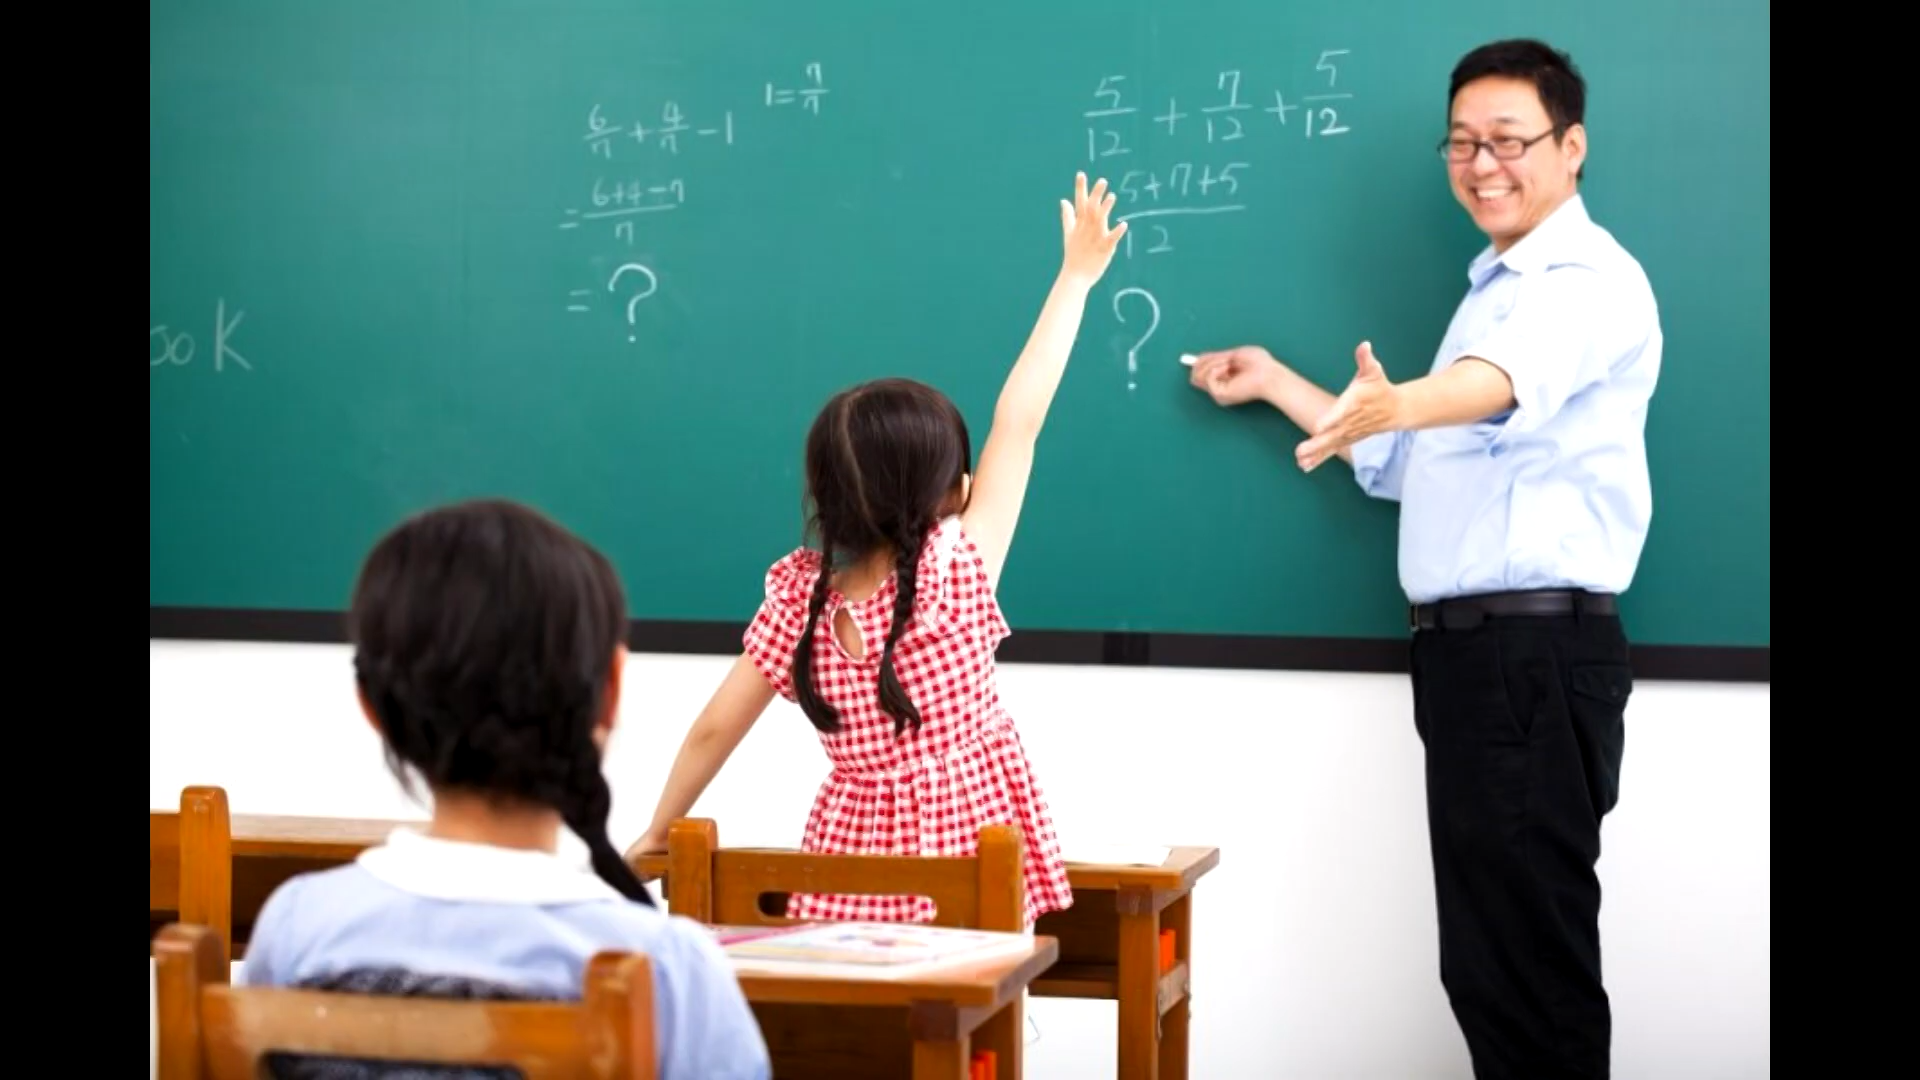 ook
6/7 + 4/7 - 1
1 = 7/7
= 6+4-7/7
= ?
5/12 + 7/12 + 5/12
5+7+5/12
?